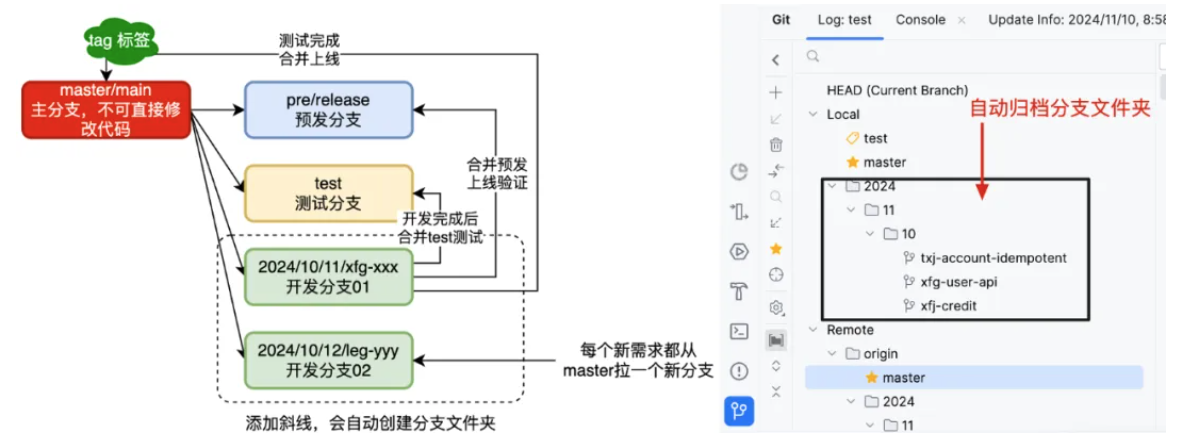 tag 标签
测试完成
合并上线
master/main
主分支，不可直接修
改代码
pre/release
预发分支
合并预发
上线验证
test
测试分支
开发完成后
合并test测试
2024/10/11/xfg-xxx
开发分支01
2024/10/12/leg-yyy
开发分支02
每个新需求都从
master拉一个新分支
添加斜线，会自动创建分支文件夹
Git
Log: test
Console
Update Info: 2024/11/10, 8:58
HEAD (Current Branch)
自动归档分支文件夹
Local
test
master
2024
11
10
txj-account-idempotent
xfg-user-api
xfj-credit
Remote
origin
master
2024
11